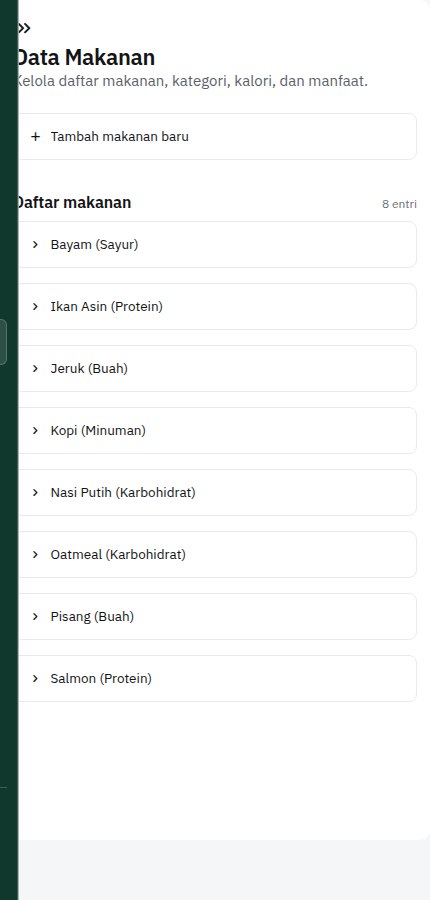 Data Makanan
Kelola daftar makanan, kategori, kalori, dan manfaat.
Tambah makanan baru
Daftar makanan
8 entri
Bayam (Sayur)
Ikan Asin (Protein)
Jeruk (Buah)
Kopi (Minuman)
Nasi Putih (Karbohidrat)
Oatmeal (Karbohidrat)
Pisang (Buah)
Salmon (Protein)